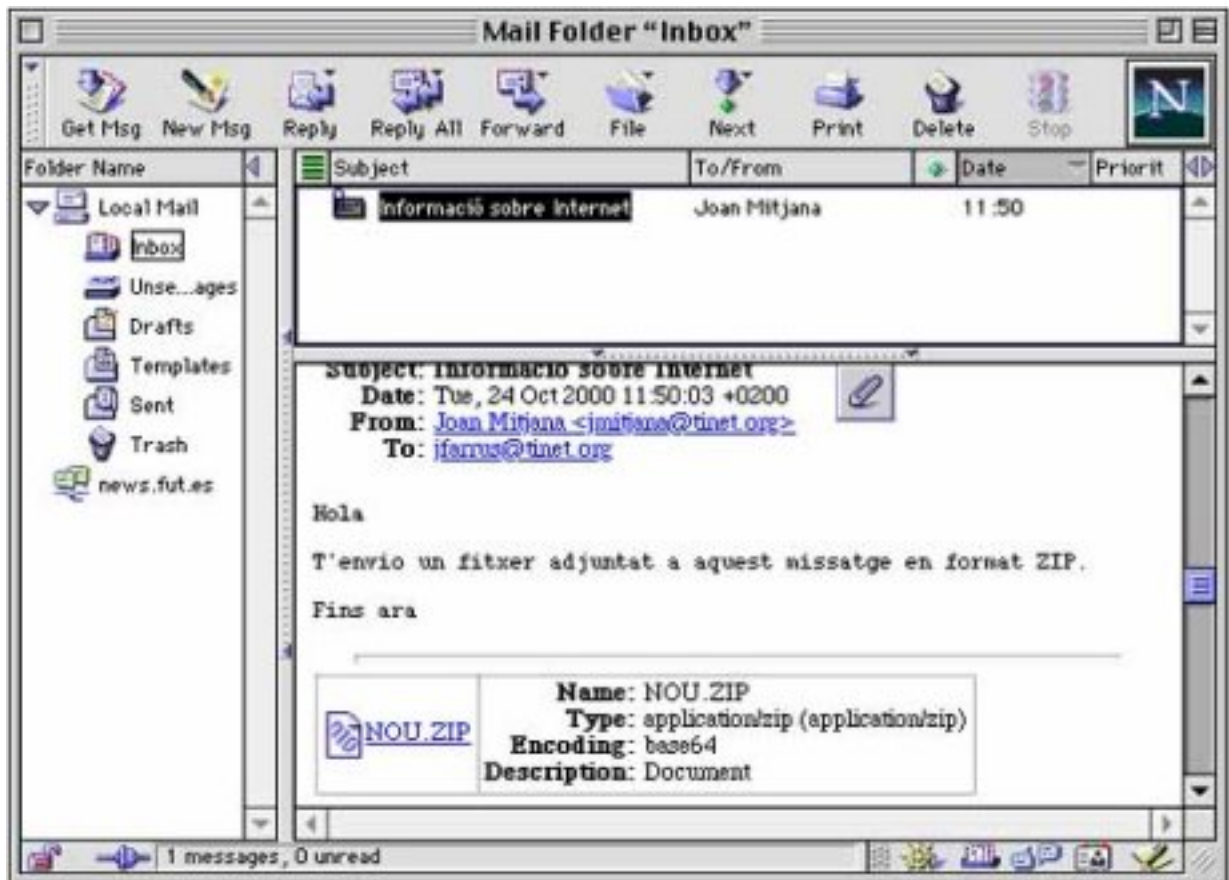 Mail Folder “Inbox”
Get Msg New Msg Reply Reply All Forward File Next Print Delete Stop N
Folder Name
Local Mail
Inbox
Unse...ages
Drafts
Templates
Sent
Trash
news.fut.es
Subject To/From Date Priorit
Informació sobre Internet Joan Mitjana 11:50
Subject: Informació sobre Internet
Date: Tue, 24 Oct 2000 11:50:03 +0200
From: Joan Mitjana <jmitjana@tinet.org>
To: jfarrus@tinet.org
Hola
T'envio un fitxer adjuntat a aquest missatge en format ZIP.
Fins ara
NOU.ZIP
Name: NOU.ZIP
Type: application/zip (application/zip)
Encoding: base64
Description: Document
1 messages, 0 unread